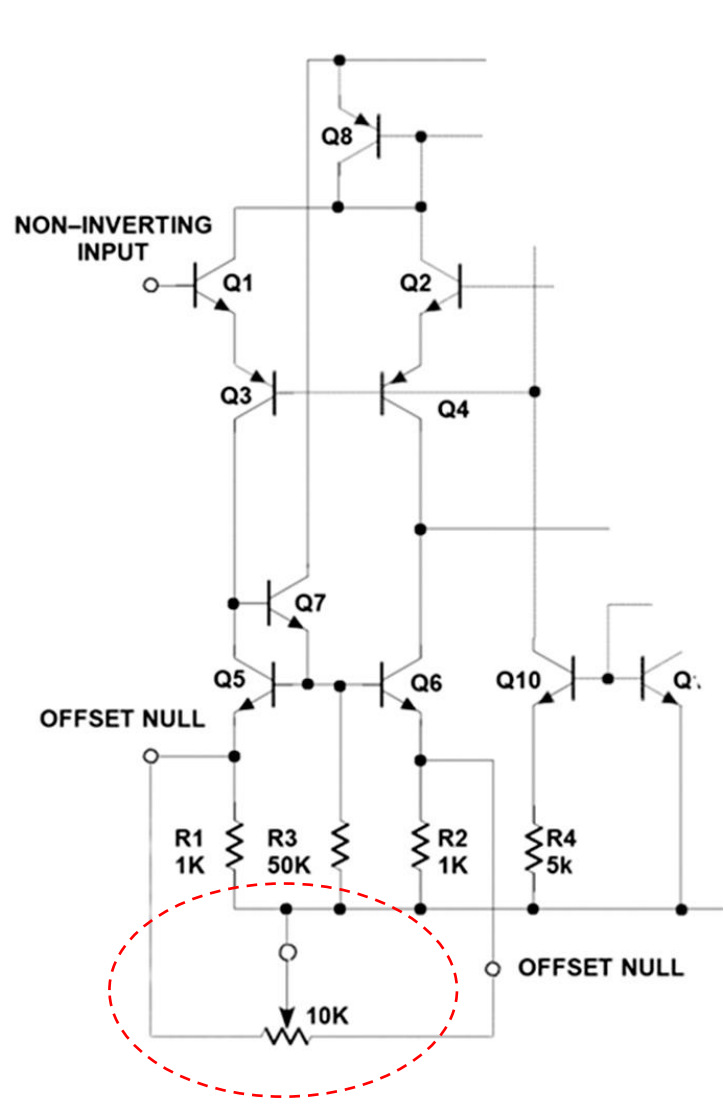 Q8
NON–INVERTING
INPUT
Q1
Q2
Q3
Q4
Q7
Q5
Q6
Q10
OFFSET NULL
R1
1K
R3
50K
R2
1K
R4
5k
OFFSET NULL
10K